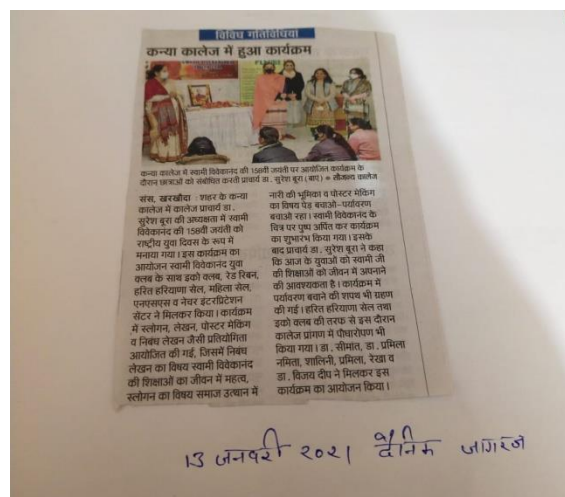 विविध गतिविधियां
कन्या कालेज में हुआ कार्यक्रम
कन्या कालेज में स्वामी विवेकानंद की 158वीं जयंती पर आयोजित कार्यक्रम के
दौरान छात्राओं को संबोधित करती प्राचार्य डा. सुरेश बूरा (बाएं) ● सौजन्य कालेज
संस, खरखौदा : शहर के कन्या
कालेज में कालेज प्राचार्य डा.
सुरेश बूरा की अध्यक्षता में स्वामी
विवेकानंद की 158वीं जयंती को
राष्ट्रीय युवा दिवस के रूप में
मनाया गया। इस कार्यक्रम का
आयोजन स्वामी विवेकानंद युवा
क्लब के साथ इको क्लब, रेड रिबन,
हरित हरियाणा सेल, महिला सेल,
एनएसएस व नेचर इंटरप्रिटेशन
सेंटर ने मिलकर किया। कार्यक्रम
में स्लोगन, लेखन, पोस्टर मेकिंग
व निबंध लेखन जैसी प्रतियोगिता
आयोजित की गई, जिसमें निबंध
लेखन का विषय स्वामी विवेकानंद
की शिक्षाओं का जीवन में महत्व,
स्लोगन का विषय समाज उत्थान में
नारी की भूमिका व पोस्टर मेकिंग
का विषय पेड़ बचाओ-पर्यावरण
बचाओ रहा। स्वामी विवेकानंद के
चित्र पर पुष्प अर्पित कर कार्यक्रम
का शुभारंभ किया गया। इसके
बाद प्राचार्य डा. सुरेश बूरा ने कहा
कि आज के युवाओं को स्वामी जी
की शिक्षाओं को जीवन में अपनाने
की आवश्यकता है। कार्यक्रम में
पर्यावरण बचाने की शपथ भी ग्रहण
की गई। हरित हरियाणा सेल तथा
इको क्लब की तरफ से इस दौरान
कालेज प्रांगण में पौधारोपण भी
किया गया। डा. सीमांत, डा. प्रमिला
नमिता, शालिनी, प्रमिला, रेखा व
डा. विजय दीप ने मिलकर इस
कार्यक्रम का आयोजन किया।
13 जनवरी २०२१ दैनिक जागरण